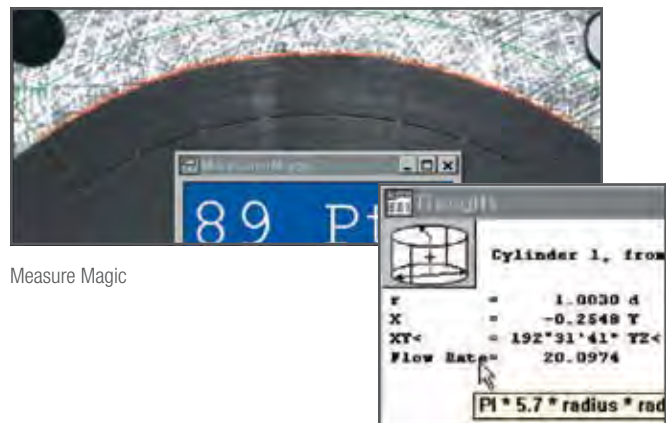 89 Pt
Measure Magic
Results
Cylinder 1, from
r = 1.0030 d
X = -0.2548 Y
XY< = 192°31'41" YZ<
Flow Rate= 20.0974
PI * 5.7 * radius * rad